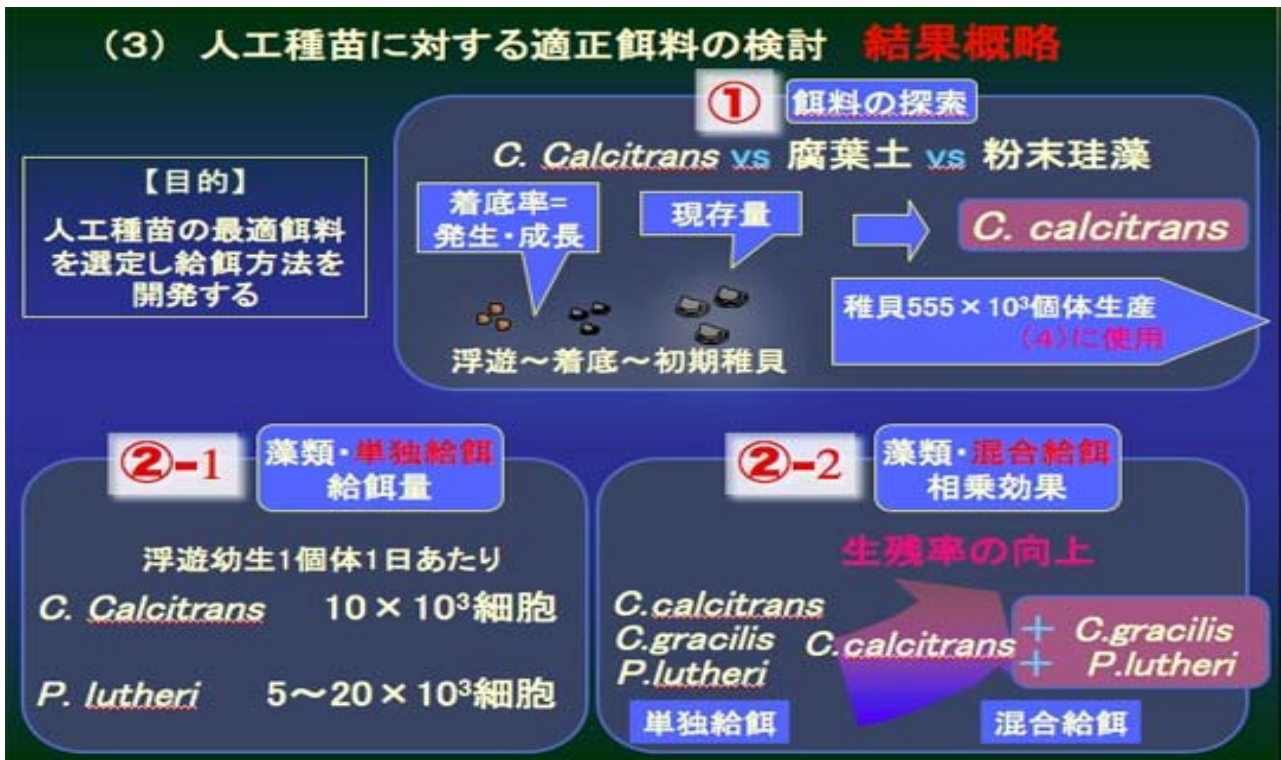 (3) 人工種苗に対する適正餌料の検討 結果概略
① 餌料の探索
C. Calcitrans vs 腐葉土 vs 粉末珪藻
【目的】
人工種苗の最適餌料
を選定し給餌方法を
開発する
着底率=
発生・成長
現存量
C. calcitrans
浮遊～着底～初期稚貝
稚貝555×10³個体生産
(4)に使用
②-1
藻類・単独給餌
給餌量
浮遊幼生1個体1日あたり
C. Calcitrans 10×10³細胞
P. lutheri 5～20×10³細胞
②-2
藻類・混合給餌
相乗効果
生残率の向上
C.calcitrans
C.gracilis
P.lutheri
単独給餌
C.calcitrans
+ C.gracilis
+ P.lutheri
混合給餌